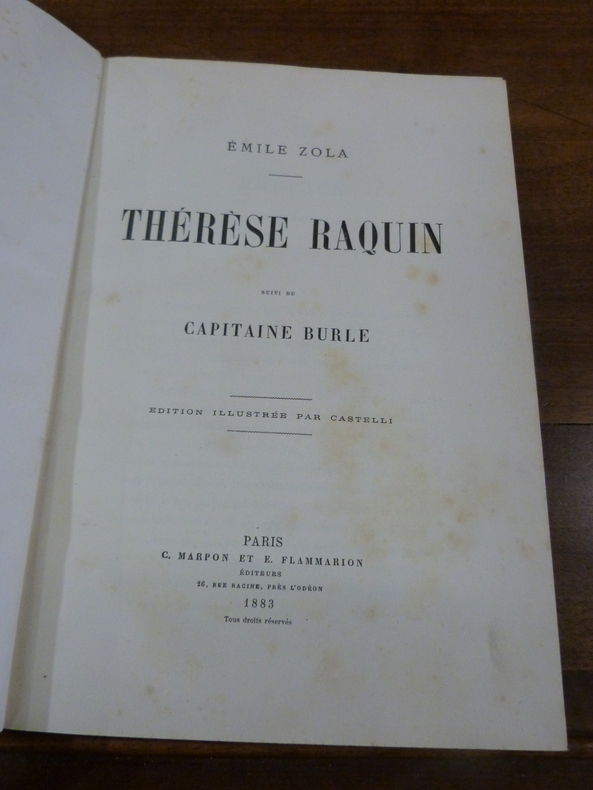 ÉMILE ZOLA
THÉRÈSE RAQUIN
SUIVI DU
CAPITAINE BURLE
EDITION ILLUSTRÉE PAR CASTELLI
PARIS
C. MARPON ET E. FLAMMARION
ÉDITEURS
26, RUE RACINE, PRÈS L'ODÉON
1883
Tous droits réservés